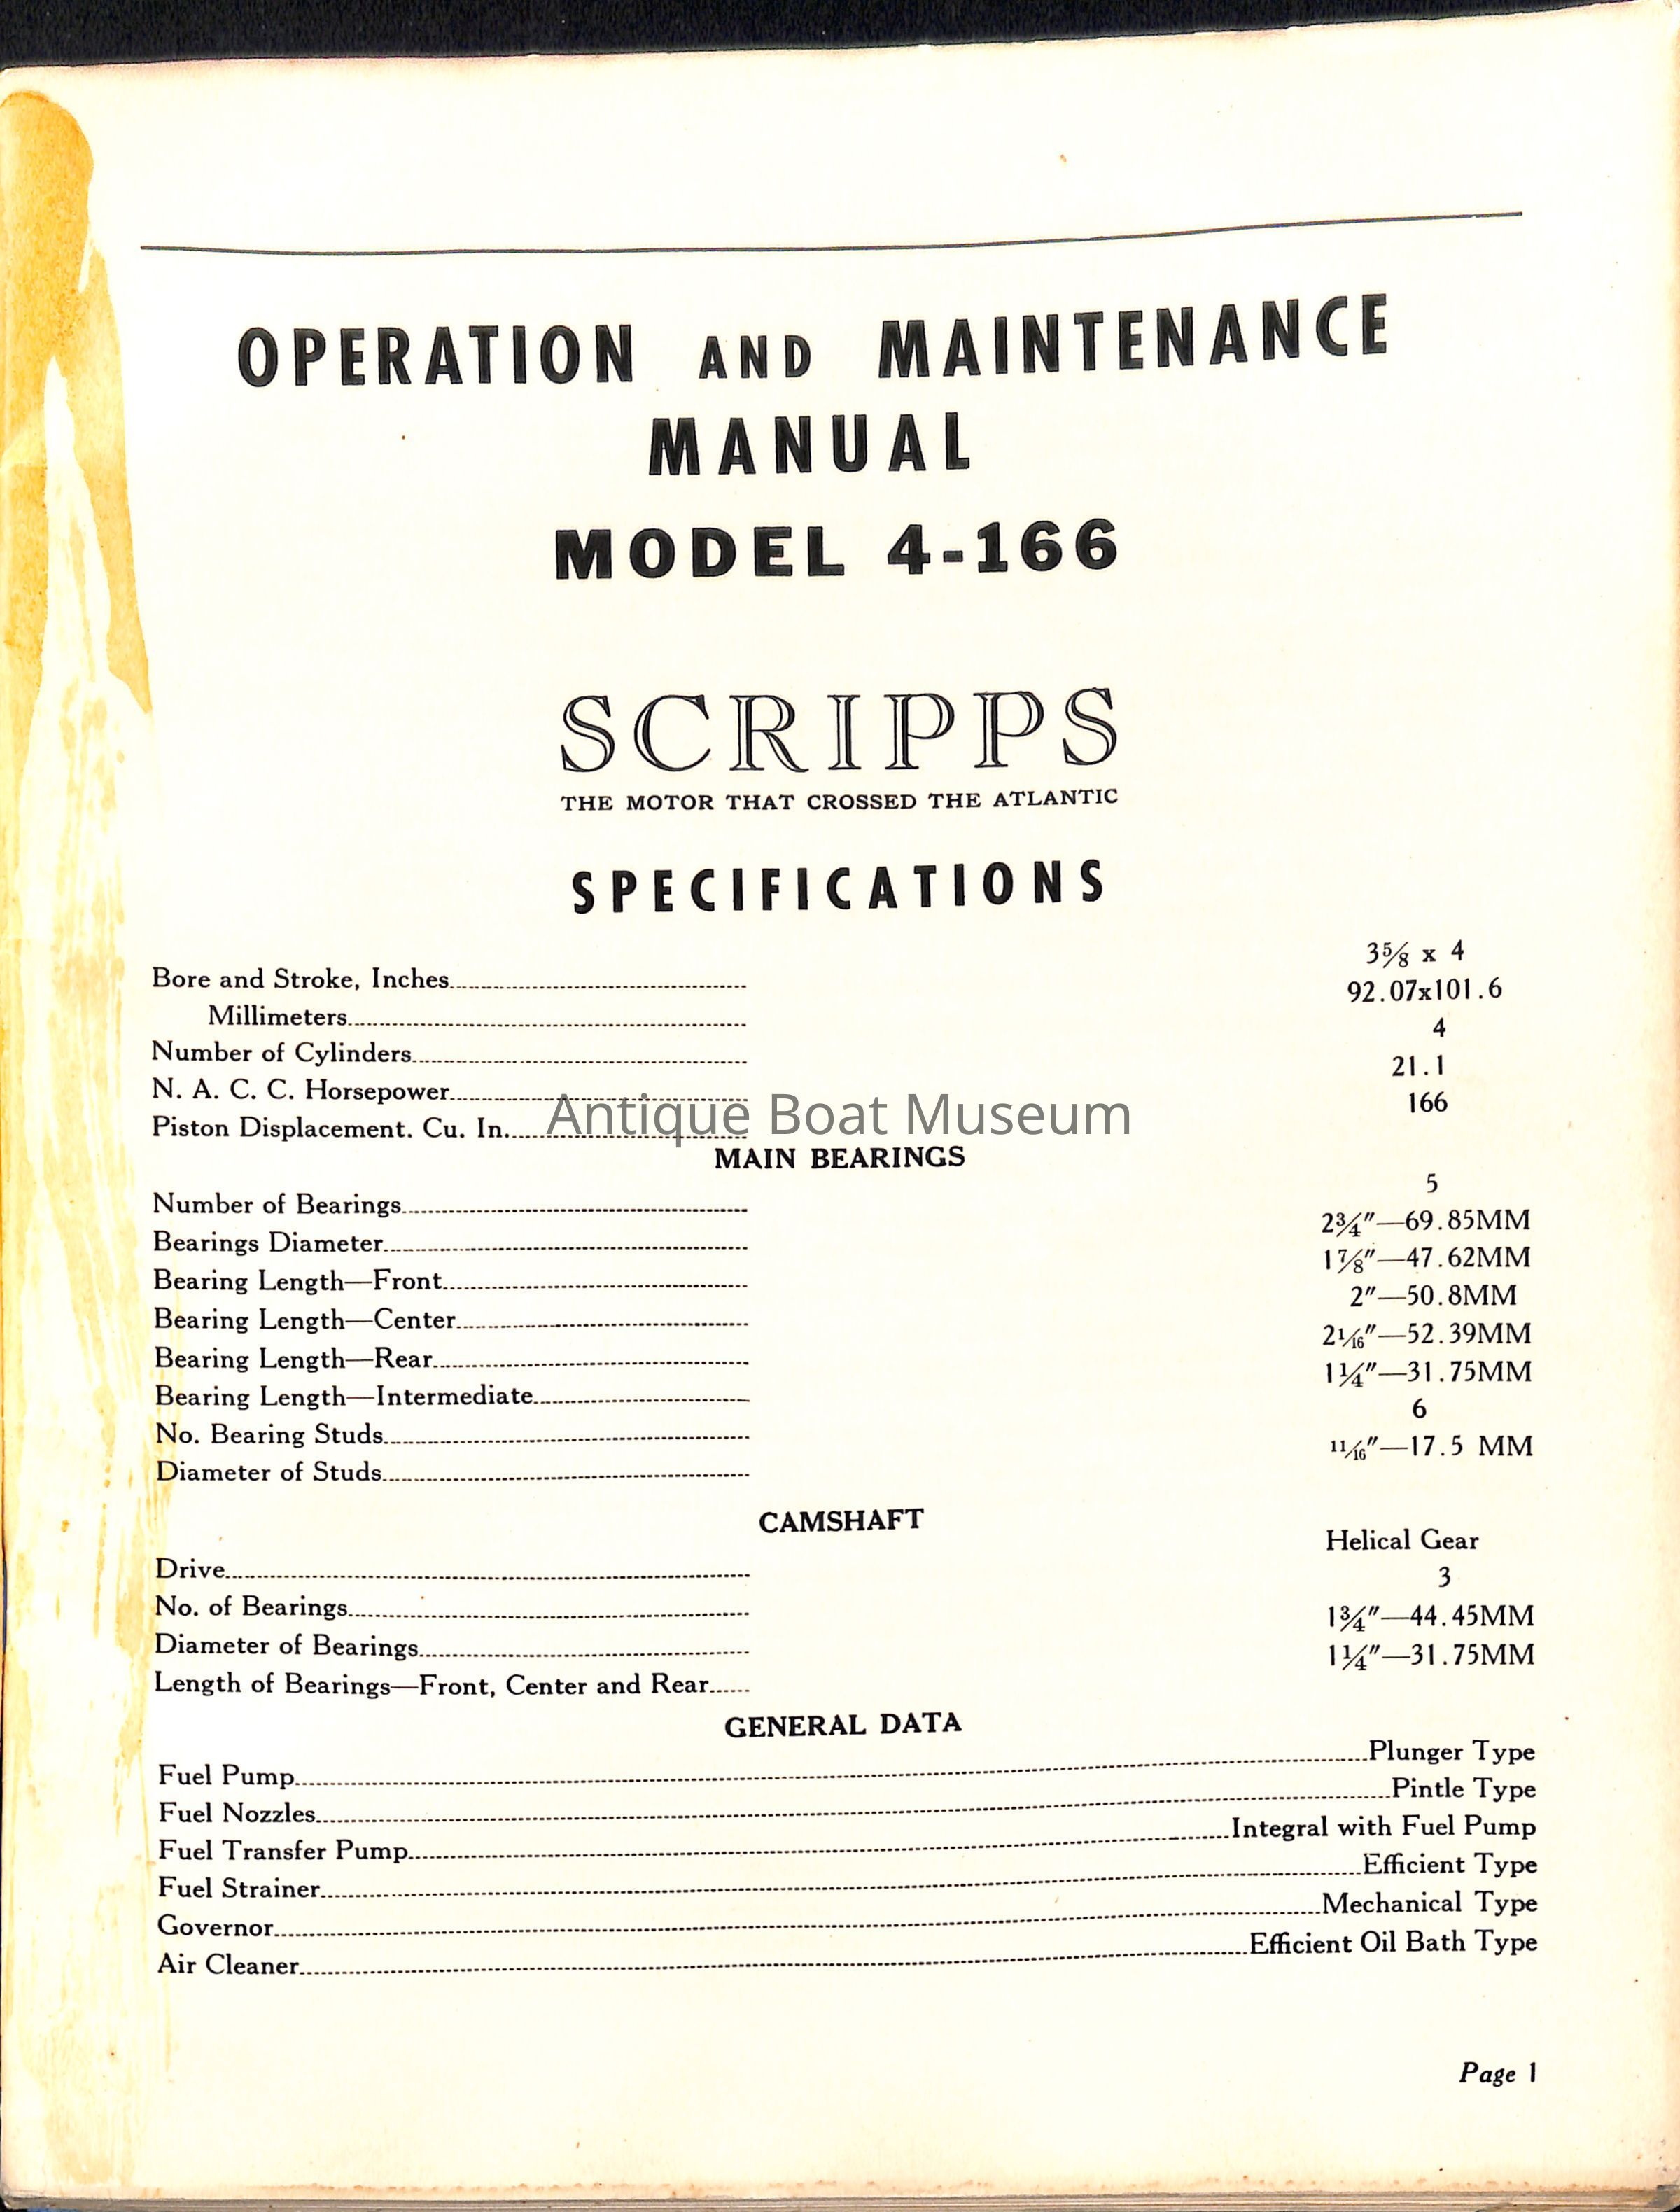 OPERATION AND MAINTENANCE
MANUAL
MODEL 4-166
SCRIPPS
THE MOTOR THAT CROSSED THE ATLANTIC
SPECIFICATIONS
Bore and Stroke, Inches 3⅝ x 4
Millimeters 92.07x101.6
Number of Cylinders 4
N. A. C. C. Horsepower 21.1
Piston Displacement. Cu. In. 166
Antique Boat Museum
MAIN BEARINGS
Number of Bearings 5
Bearings Diameter 2¾″—69.85MM
Bearing Length—Front 1⅞″—47.62MM
Bearing Length—Center 2″—50.8MM
Bearing Length—Rear 2 1/16″—52.39MM
Bearing Length—Intermediate 1¼″—31.75MM
No. Bearing Studs 6
Diameter of Studs 11/16″—17.5 MM
CAMSHAFT
Drive Helical Gear
No. of Bearings 3
Diameter of Bearings 1¾″—44.45MM
Length of Bearings—Front, Center and Rear 1¼″—31.75MM
GENERAL DATA
Fuel Pump Plunger Type
Fuel Nozzles Pintle Type
Fuel Transfer Pump Integral with Fuel Pump
Fuel Strainer Efficient Type
Governor Mechanical Type
Air Cleaner Efficient Oil Bath Type
Page 1